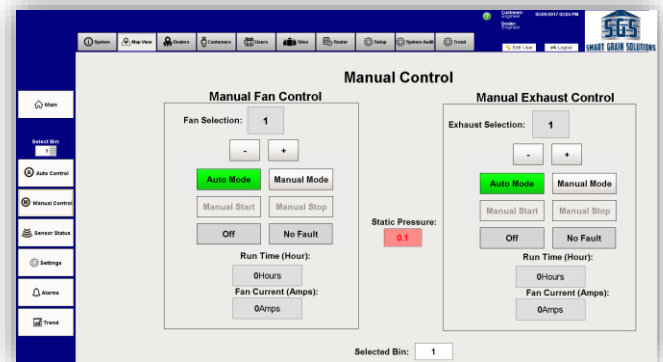 Customer:
Engineer
05/09/2017 02:06 PM
Dealer:
Engineer
Edit User
Logout
SGS
SMART GRAIN SOLUTIONS
System
Map View
Dealers
Customers
Users
Sites
Roster
Setup
System Audit
Trend
Main
Select Bin:
1
Auto Control
Manual Control
Sensor Status
Settings
Alarms
Trend
Manual Control
Manual Fan Control
Fan Selection: 1
- +
Auto Mode Manual Mode
Manual Start Manual Stop
Off No Fault
Run Time (Hour):
0Hours
Fan Current (Amps):
0Amps
Static Pressure:
0.1
Manual Exhaust Control
Exhaust Selection: 1
- +
Auto Mode Manual Mode
Manual Start Manual Stop
Off No Fault
Run Time (Hour):
0Hours
Fan Current (Amps):
0Amps
Selected Bin: 1